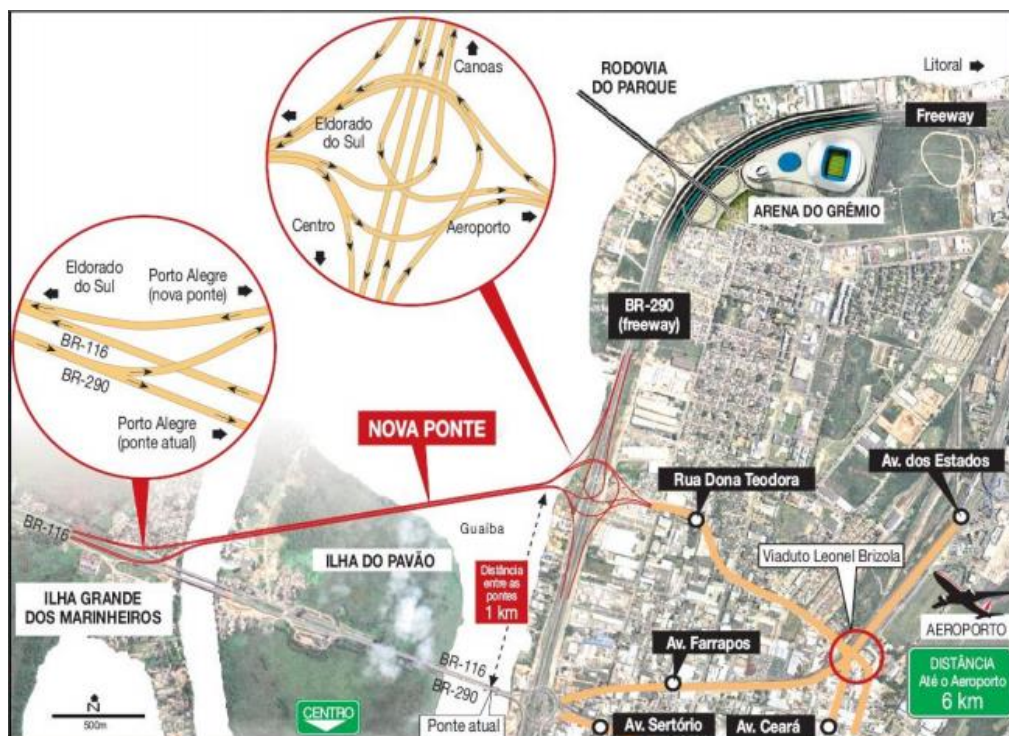 Canoas
Eldorado
do Sul
Centro
Aeroporto
RODOVIA
DO PARQUE
Litoral
Freeway
ARENA DO GRÊMIO
Eldorado
do Sul
Porto Alegre
(nova ponte)
BR-116
BR-290
Porto Alegre
(ponte atual)
BR-290
(freeway)
NOVA PONTE
Rua Dona Teodora
Av. dos Estados
BR-116
Guaíba
Viaduto Leonel Brizola
ILHA DO PAVÃO
Distância
entre as
pontes
1 km
ILHA GRANDE
DOS MARINHEIROS
AEROPORTO
Av. Farrapos
BR-116
BR-290
DISTÂNCIA
Até o Aeroporto
6 km
N
500m
CENTRO
Ponte atual
Av. Sertório
Av. Ceará